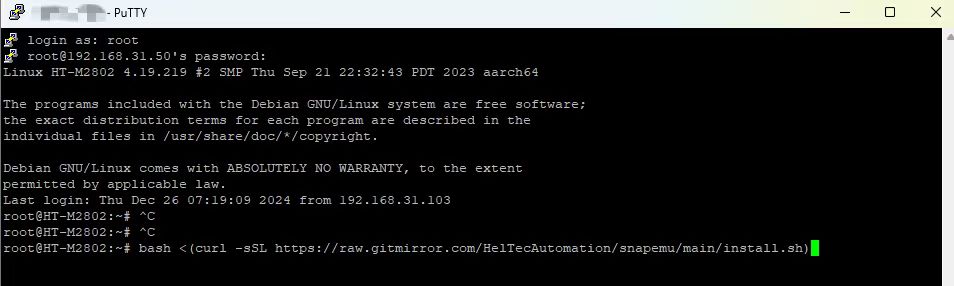 - PuTTY
login as: root
root@192.168.31.50's password:
Linux HT-M2802 4.19.219 #2 SMP Thu Sep 21 22:32:43 PDT 2023 aarch64
The programs included with the Debian GNU/Linux system are free software;
the exact distribution terms for each program are described in the
individual files in /usr/share/doc/*/copyright.
Debian GNU/Linux comes with ABSOLUTELY NO WARRANTY, to the extent
permitted by applicable law.
Last login: Thu Dec 26 07:19:09 2024 from 192.168.31.103
root@HT-M2802:~# ^C
root@HT-M2802:~# ^C
root@HT-M2802:~# bash <(curl -sSL https://raw.gitmirror.com/HelTecAutomation/snapemu/main/install.sh)